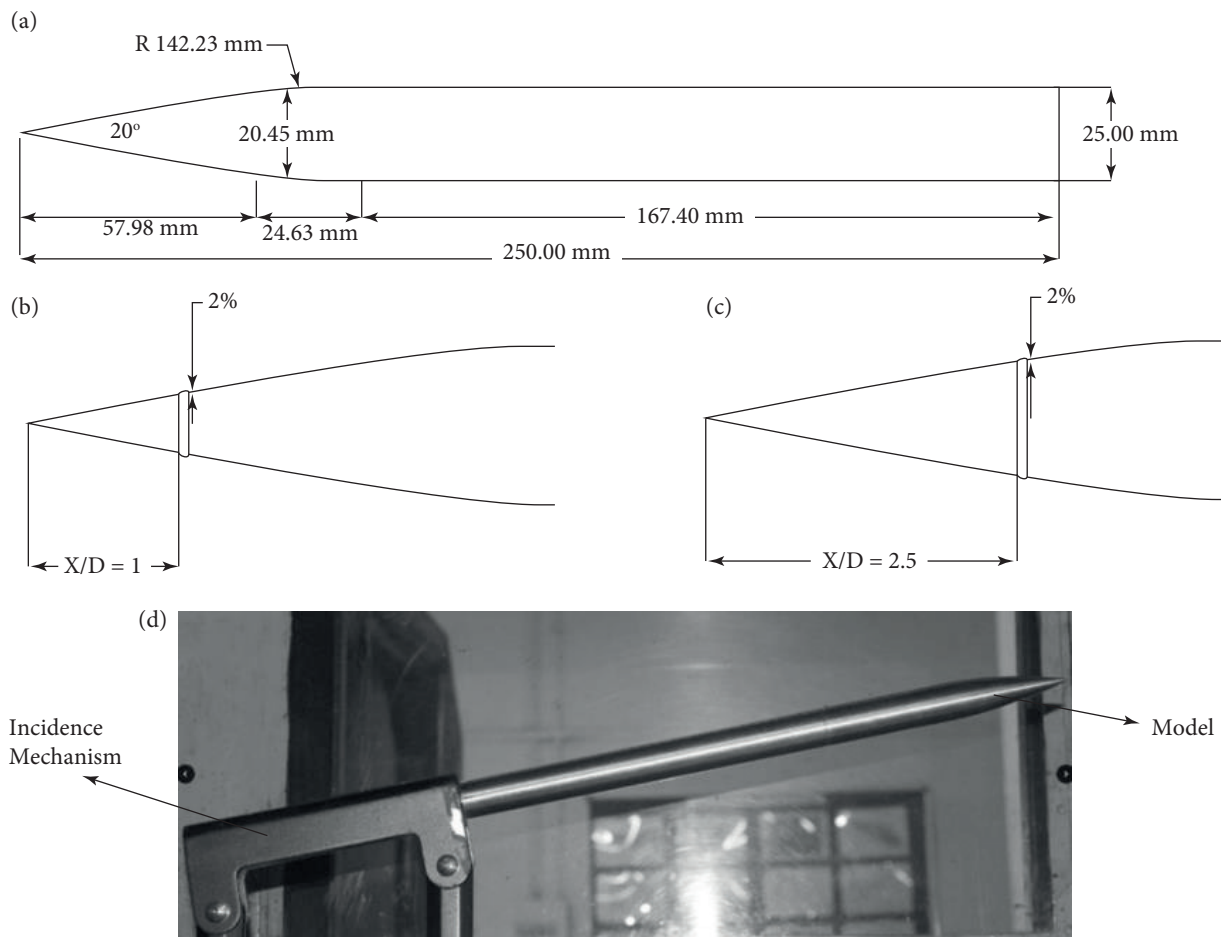 (a)
R 142.23 mm
20º
20.45 mm
25.00 mm
57.98 mm
24.63 mm
167.40 mm
250.00 mm
(b)
2%
X/D = 1
(c)
2%
X/D = 2.5
(d)
Incidence
Mechanism
Model